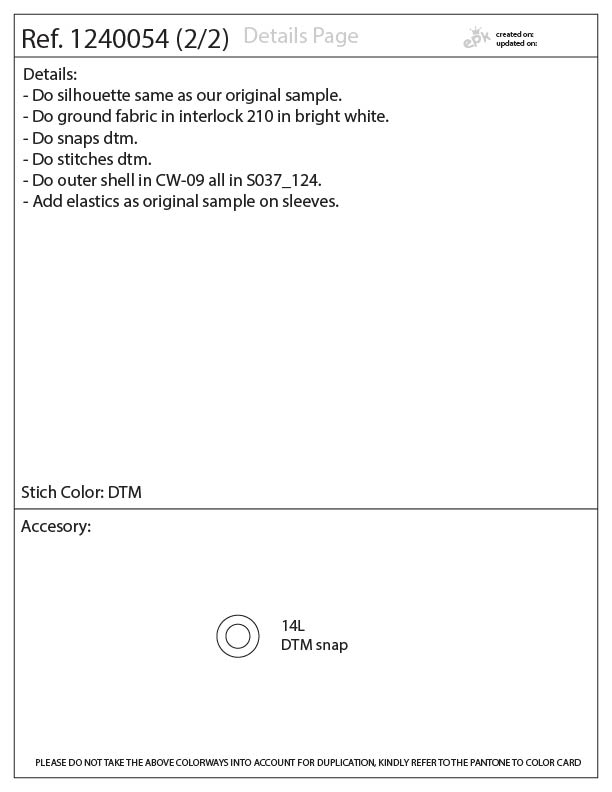 Ref. 1240054 (2/2) Details Page
epk
created on:
updated on:
Details:
- Do silhouette same as our original sample.
- Do ground fabric in interlock 210 in bright white.
- Do snaps dtm.
- Do stitches dtm.
- Do outer shell in CW-09 all in S037_124.
- Add elastics as original sample on sleeves.
Stich Color: DTM
Accesory:
14L
DTM snap
PLEASE DO NOT TAKE THE ABOVE COLORWAYS INTO ACCOUNT FOR DUPLICATION, KINDLY REFER TO THE PANTONE TO COLOR CARD